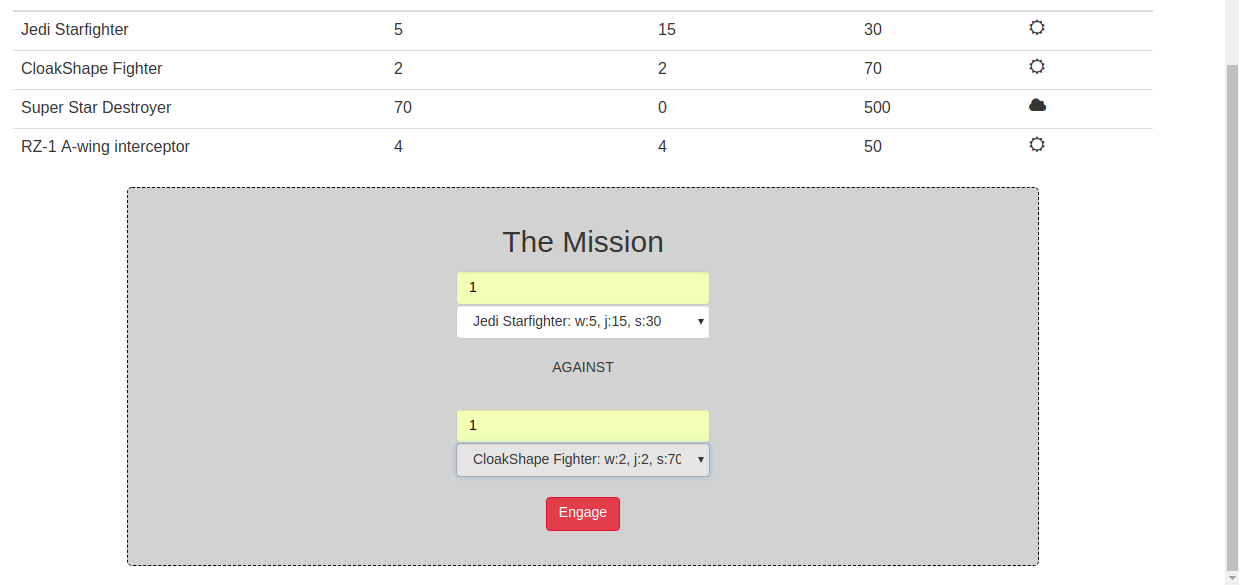 Jedi Starfighter 5 15 30
CloakShape Fighter 2 2 70
Super Star Destroyer 70 0 500
RZ-1 A-wing interceptor 4 4 50
The Mission
1
Jedi Starfighter: w:5, j:15, s:30
AGAINST
1
CloakShape Fighter: w:2, j:2, s:70
Engage